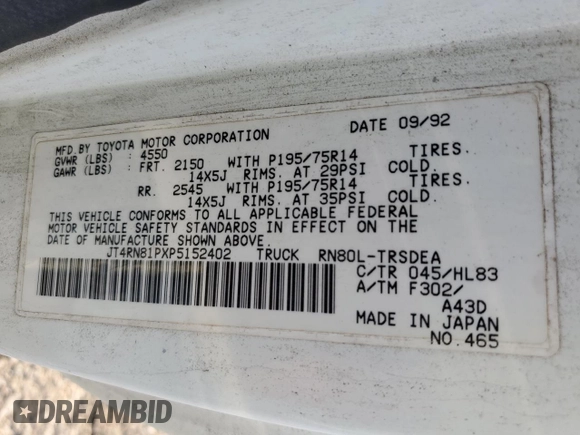 MFD BY TOYOTA MOTOR CORPORATION DATE 09/92
GVWR (LBS) : 4550
GAWR (LBS) : FRT. 2150 WITH P195/75R14 TIRES.
14X5J RIMS. AT 29PSI COLD.
RR. 2545 WITH P195/75R14 TIRES.
14X5J RIMS. AT 35PSI COLD.
THIS VEHICLE CONFORMS TO ALL APPLICABLE FEDERAL
MOTOR VEHICLE SAFETY STANDARDS IN EFFECT ON THE
DATE OF MANUFACTURE SHOWN ABOVE.
JT4RN81PXP5152402 TRUCK RN80L-TRSDEA
C/TR 045/HL83
A/TM F302/
A43D
MADE IN JAPAN
NO.465
DREAMBID